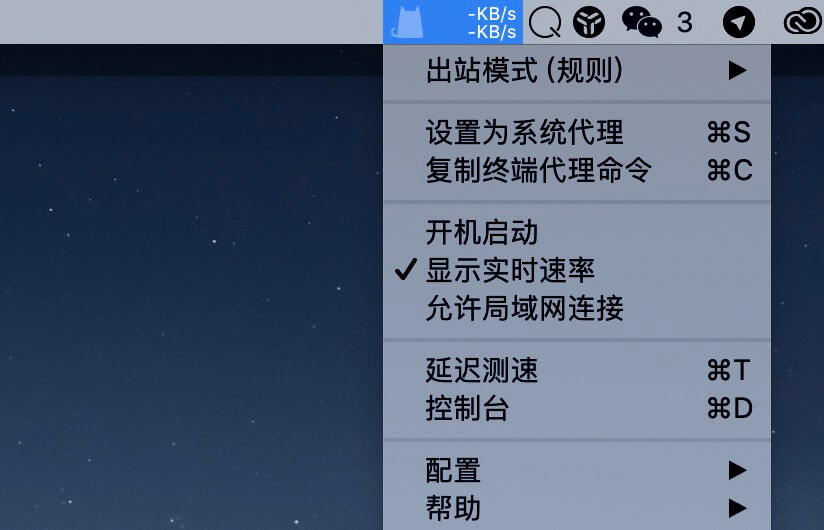 -KB/s
-KB/s
3
出站模式 (规则)
设置为系统代理 ⌘S
复制终端代理命令 ⌘C
开机启动
✓ 显示实时速率
允许局域网连接
延迟测速 ⌘T
控制台 ⌘D
配置
帮助